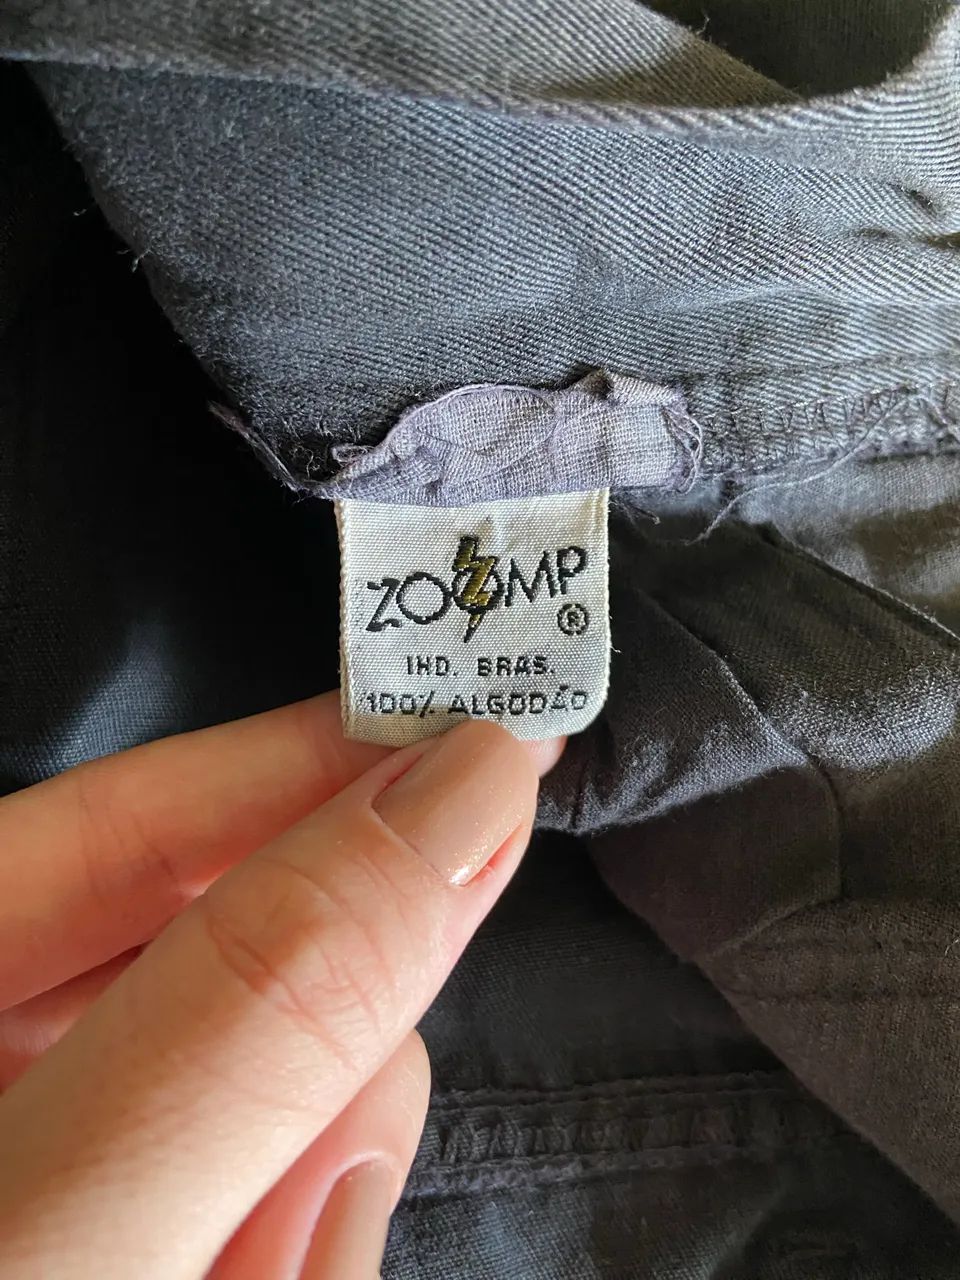 ZOOMP
®
IND. BRAS.
100% ALGODÃO